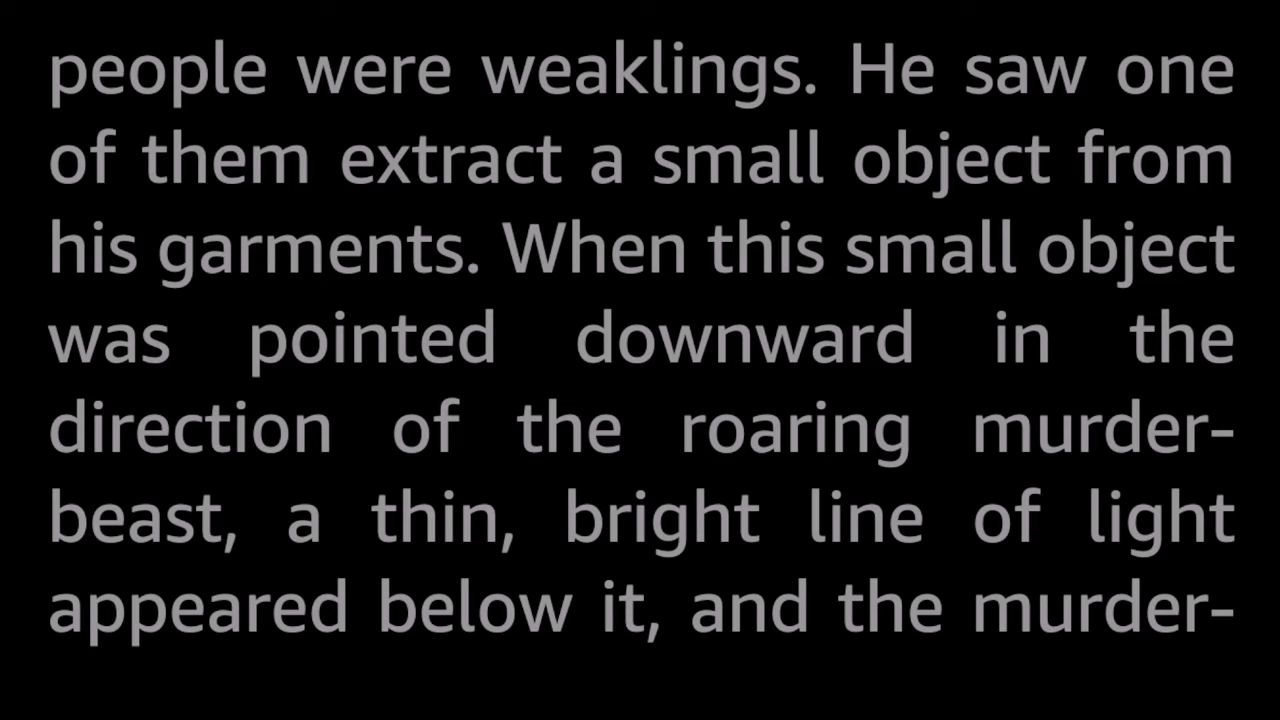 people were weaklings. He saw one
of them extract a small object from
his garments. When this small object
was pointed downward in the
direction of the roaring murder-
beast, a thin, bright line of light
appeared below it, and the murder-